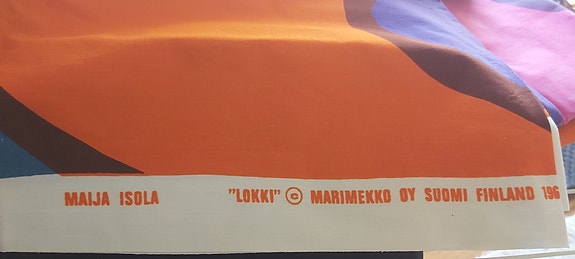 MAIJA ISOLA ”LOKKI” © MARIMEKKO OY SUOMI FINLAND 196